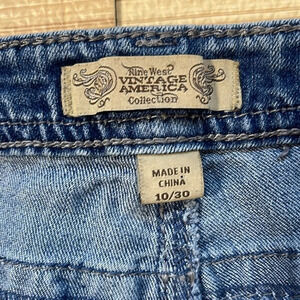 Nine West
VINTAGE
AMERICA
Collection
MADE IN
CHINA
10/30